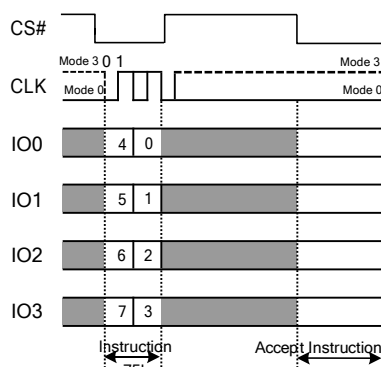 CS#
Mode 3 0 1 Mode 3
CLK Mode 0 Mode 0
IO0 4 0
IO1 5 1
IO2 6 2
IO3 7 3
Instruction Accept Instruction